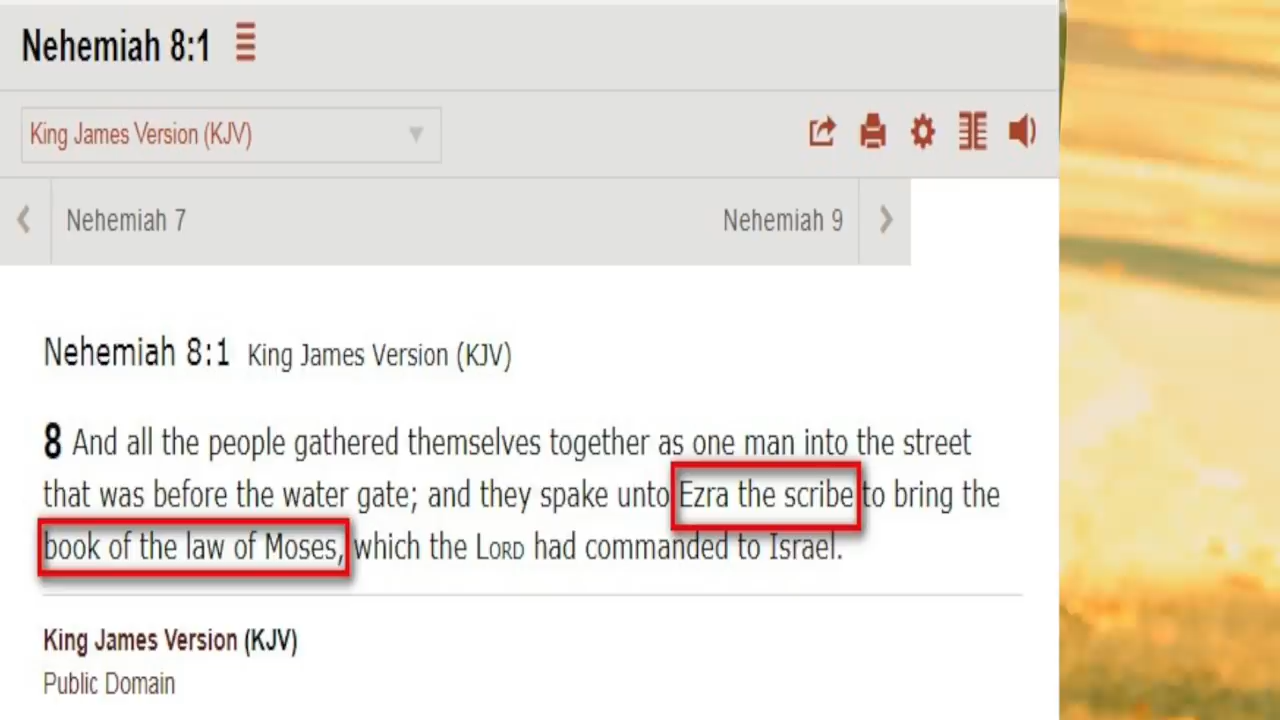 Nehemiah 8:1
King James Version (KJV)
Nehemiah 7
Nehemiah 9
Nehemiah 8:1 King James Version (KJV)
8 And all the people gathered themselves together as one man into the street
that was before the water gate; and they spake unto Ezra the scribe to bring the
book of the law of Moses, which the LORD had commanded to Israel.
King James Version (KJV)
Public Domain